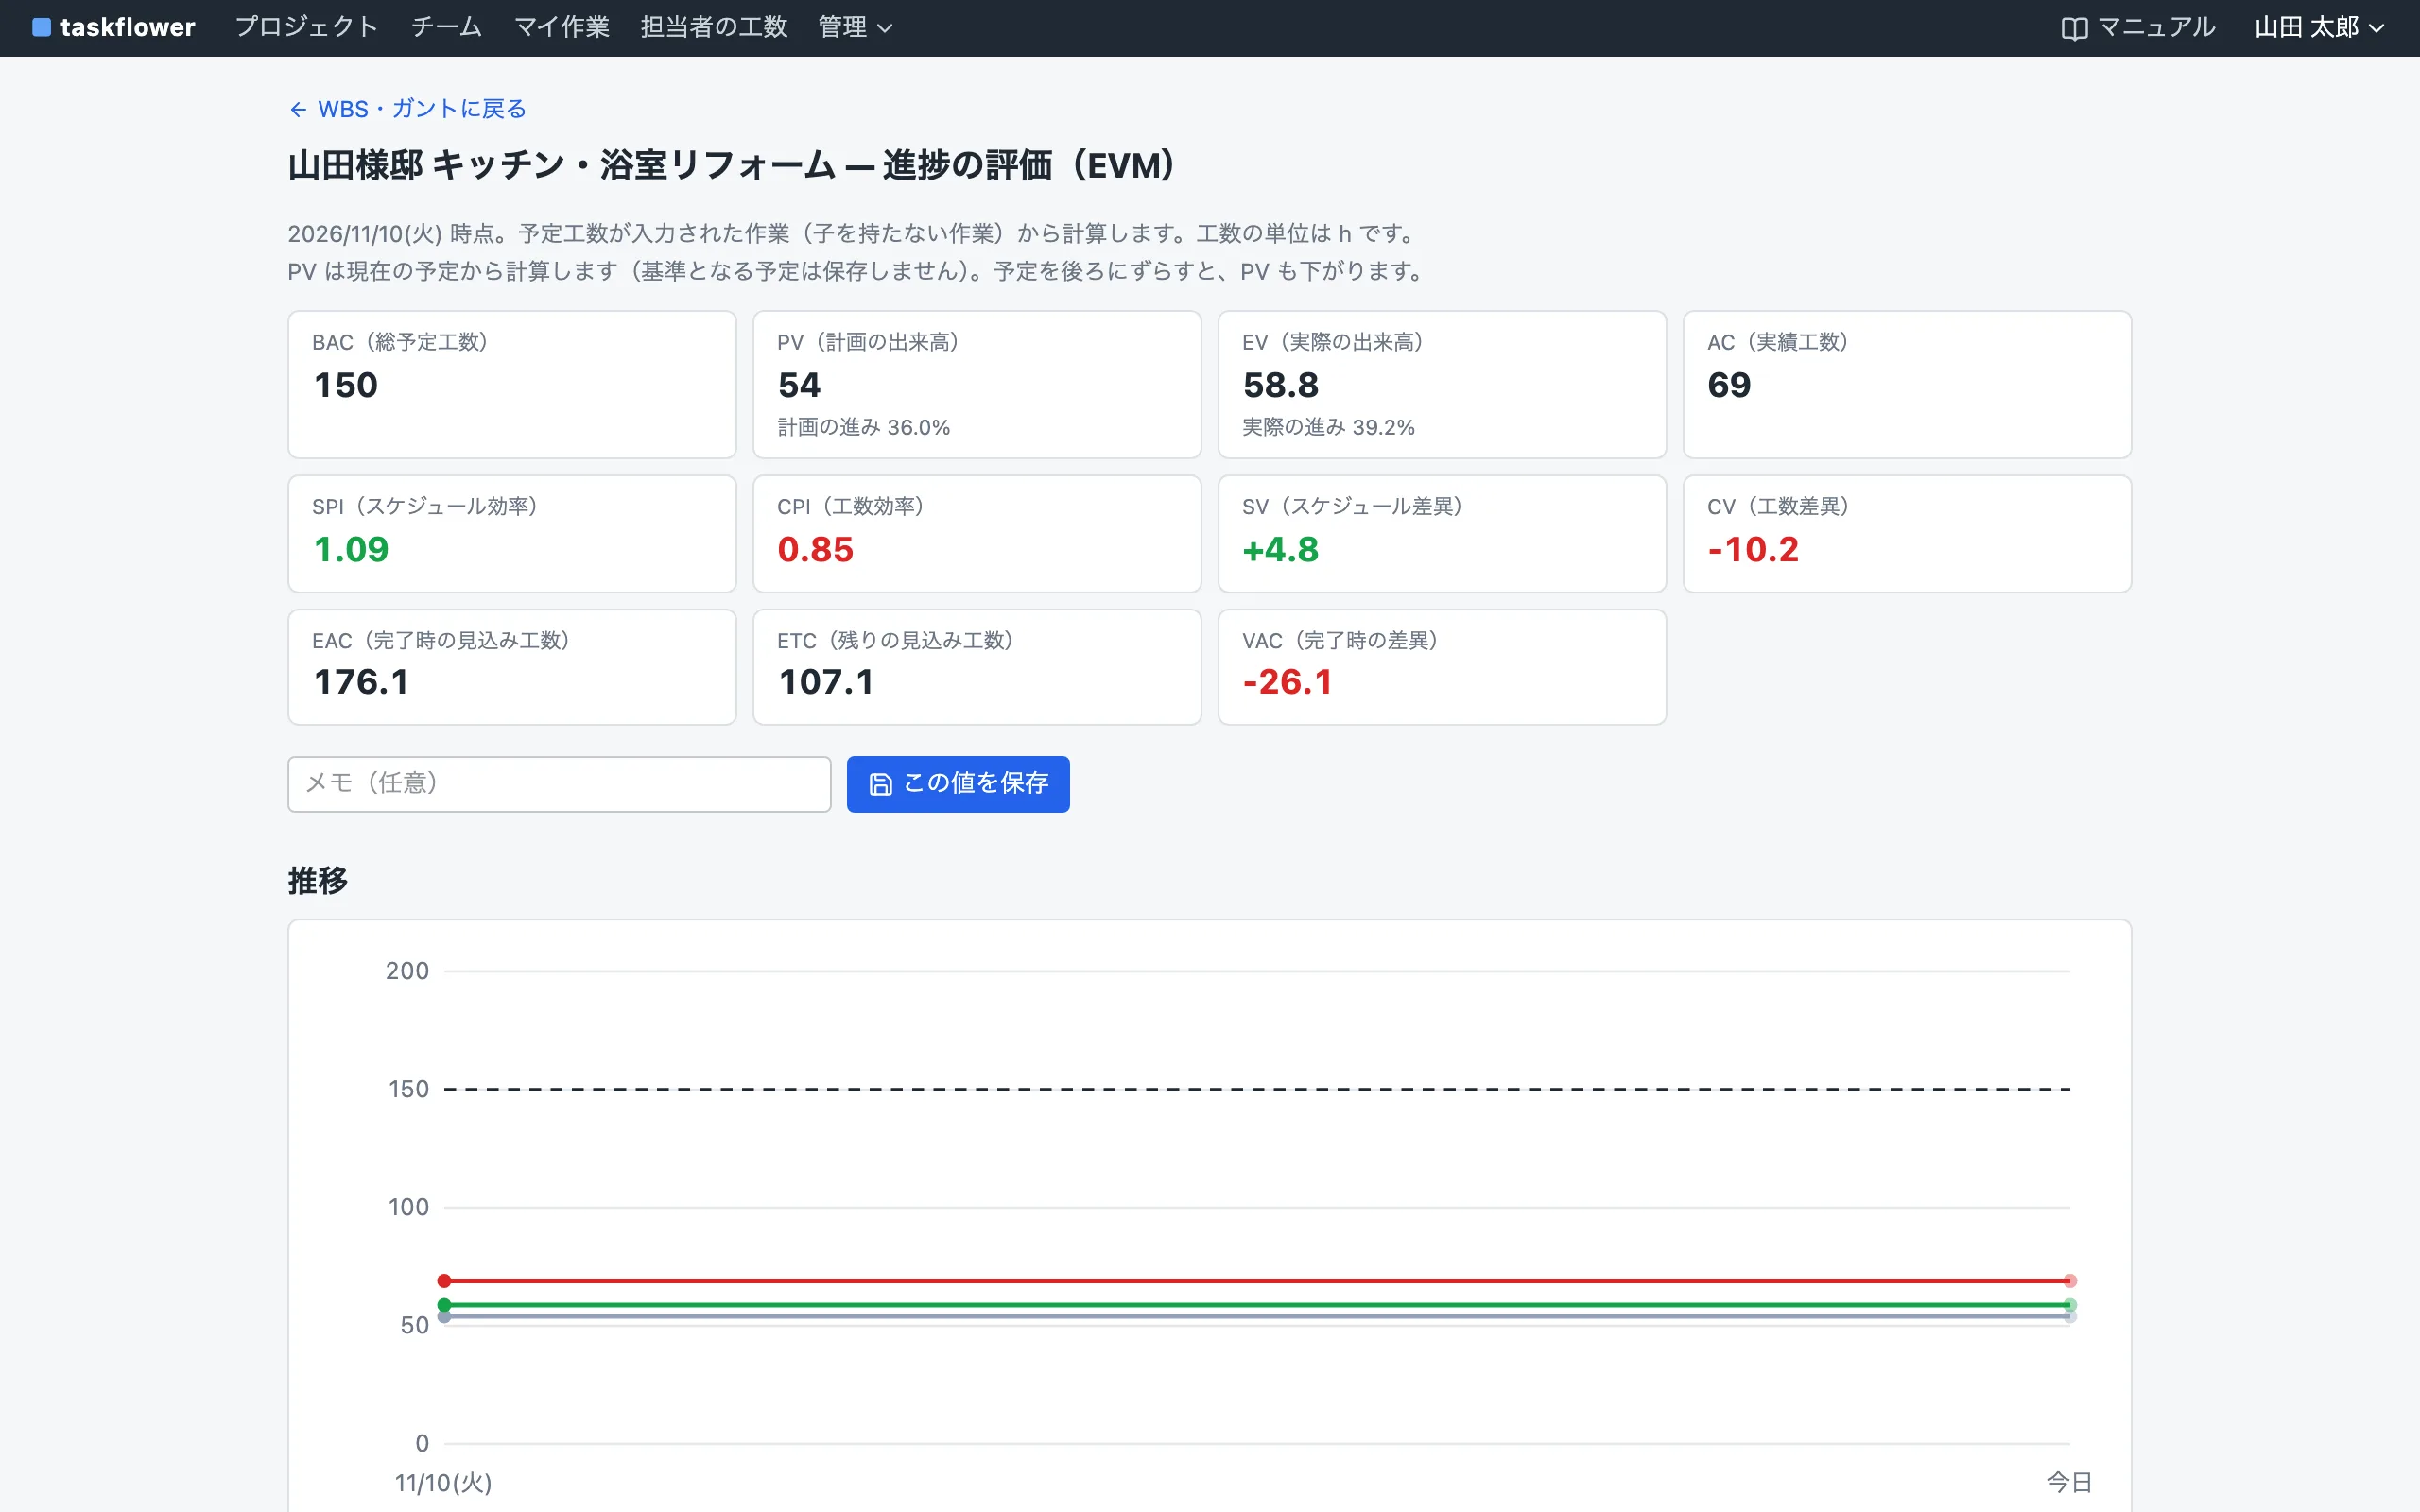 taskflower プロジェクト チーム マイ作業 担当者の工数 管理 マニュアル 山田 太郎
← WBS・ガントに戻る
山田様邸 キッチン・浴室リフォーム — 進捗の評価（EVM）
2026/11/10(火) 時点。予定工数が入力された作業（子を持たない作業）から計算します。工数の単位は h です。
PV は現在の予定から計算します（基準となる予定は保存しません）。予定を後ろにずらすと、PV も下がります。
BAC（総予定工数）
150
PV（計画の出来高）
54
計画の進み 36.0%
EV（実際の出来高）
58.8
実際の進み 39.2%
AC（実績工数）
69
SPI（スケジュール効率）
1.09
CPI（工数効率）
0.85
SV（スケジュール差異）
+4.8
CV（工数差異）
-10.2
EAC（完了時の見込み工数）
176.1
ETC（残りの見込み工数）
107.1
VAC（完了時の差異）
-26.1
メモ（任意）
この値を保存
推移
200
150
100
50
0
11/10(火) 今日